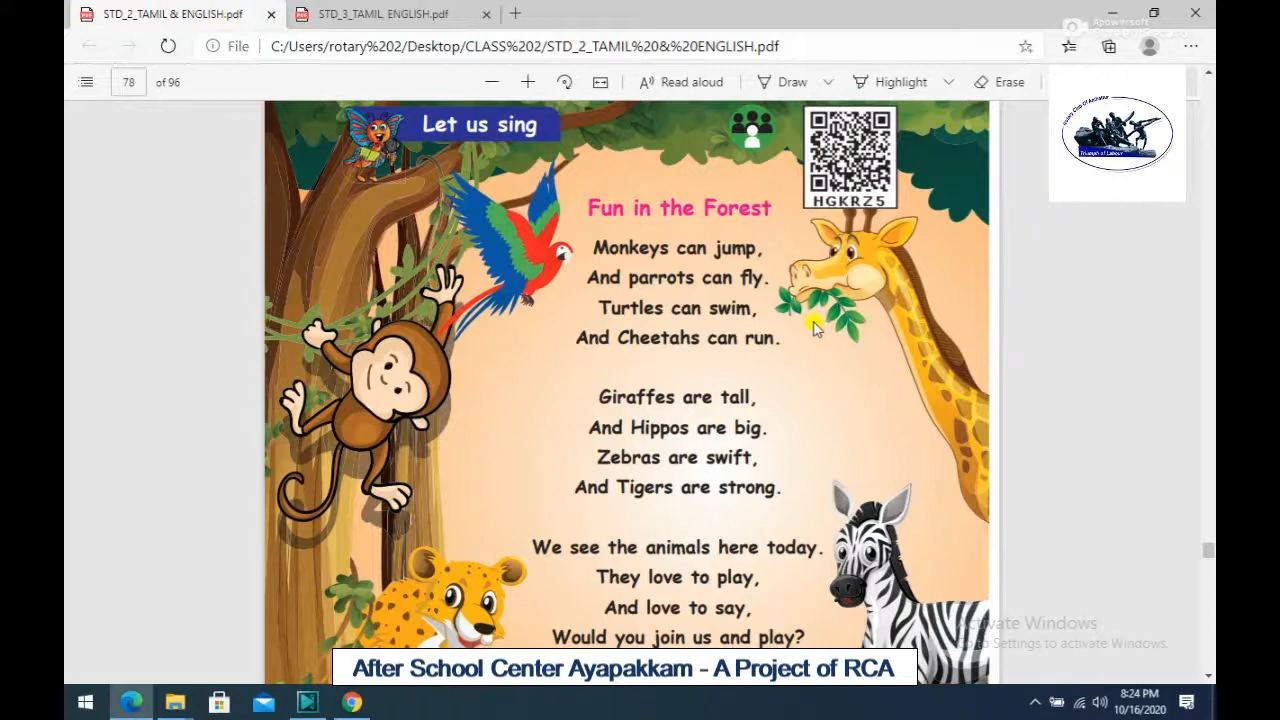 STD_2_TAMIL & ENGLISH.pdf
STD_3_TAMIL, ENGLISH.pdf
Apowersoft
File
C:/Users/rotary%202/Desktop/CLASS%202/STD_2_TAMIL%20&%20ENGLISH.pdf
78
of 96
Read aloud
Draw
Highlight
Erase
Let us sing
HGKRZ5
Triumph of Labour
Fun in the Forest
Monkeys can jump,
And parrots can fly.
Turtles can swim,
And Cheetahs can run.
Giraffes are tall,
And Hippos are big.
Zebras are swift,
And Tigers are strong.
We see the animals here today.
They love to play,
And love to say,
Would you join us and play?
Activate Windows
Go to Settings to activate Windows.
After School Center Ayapakkam - A Project of RCA
8:24 PM
10/16/2020